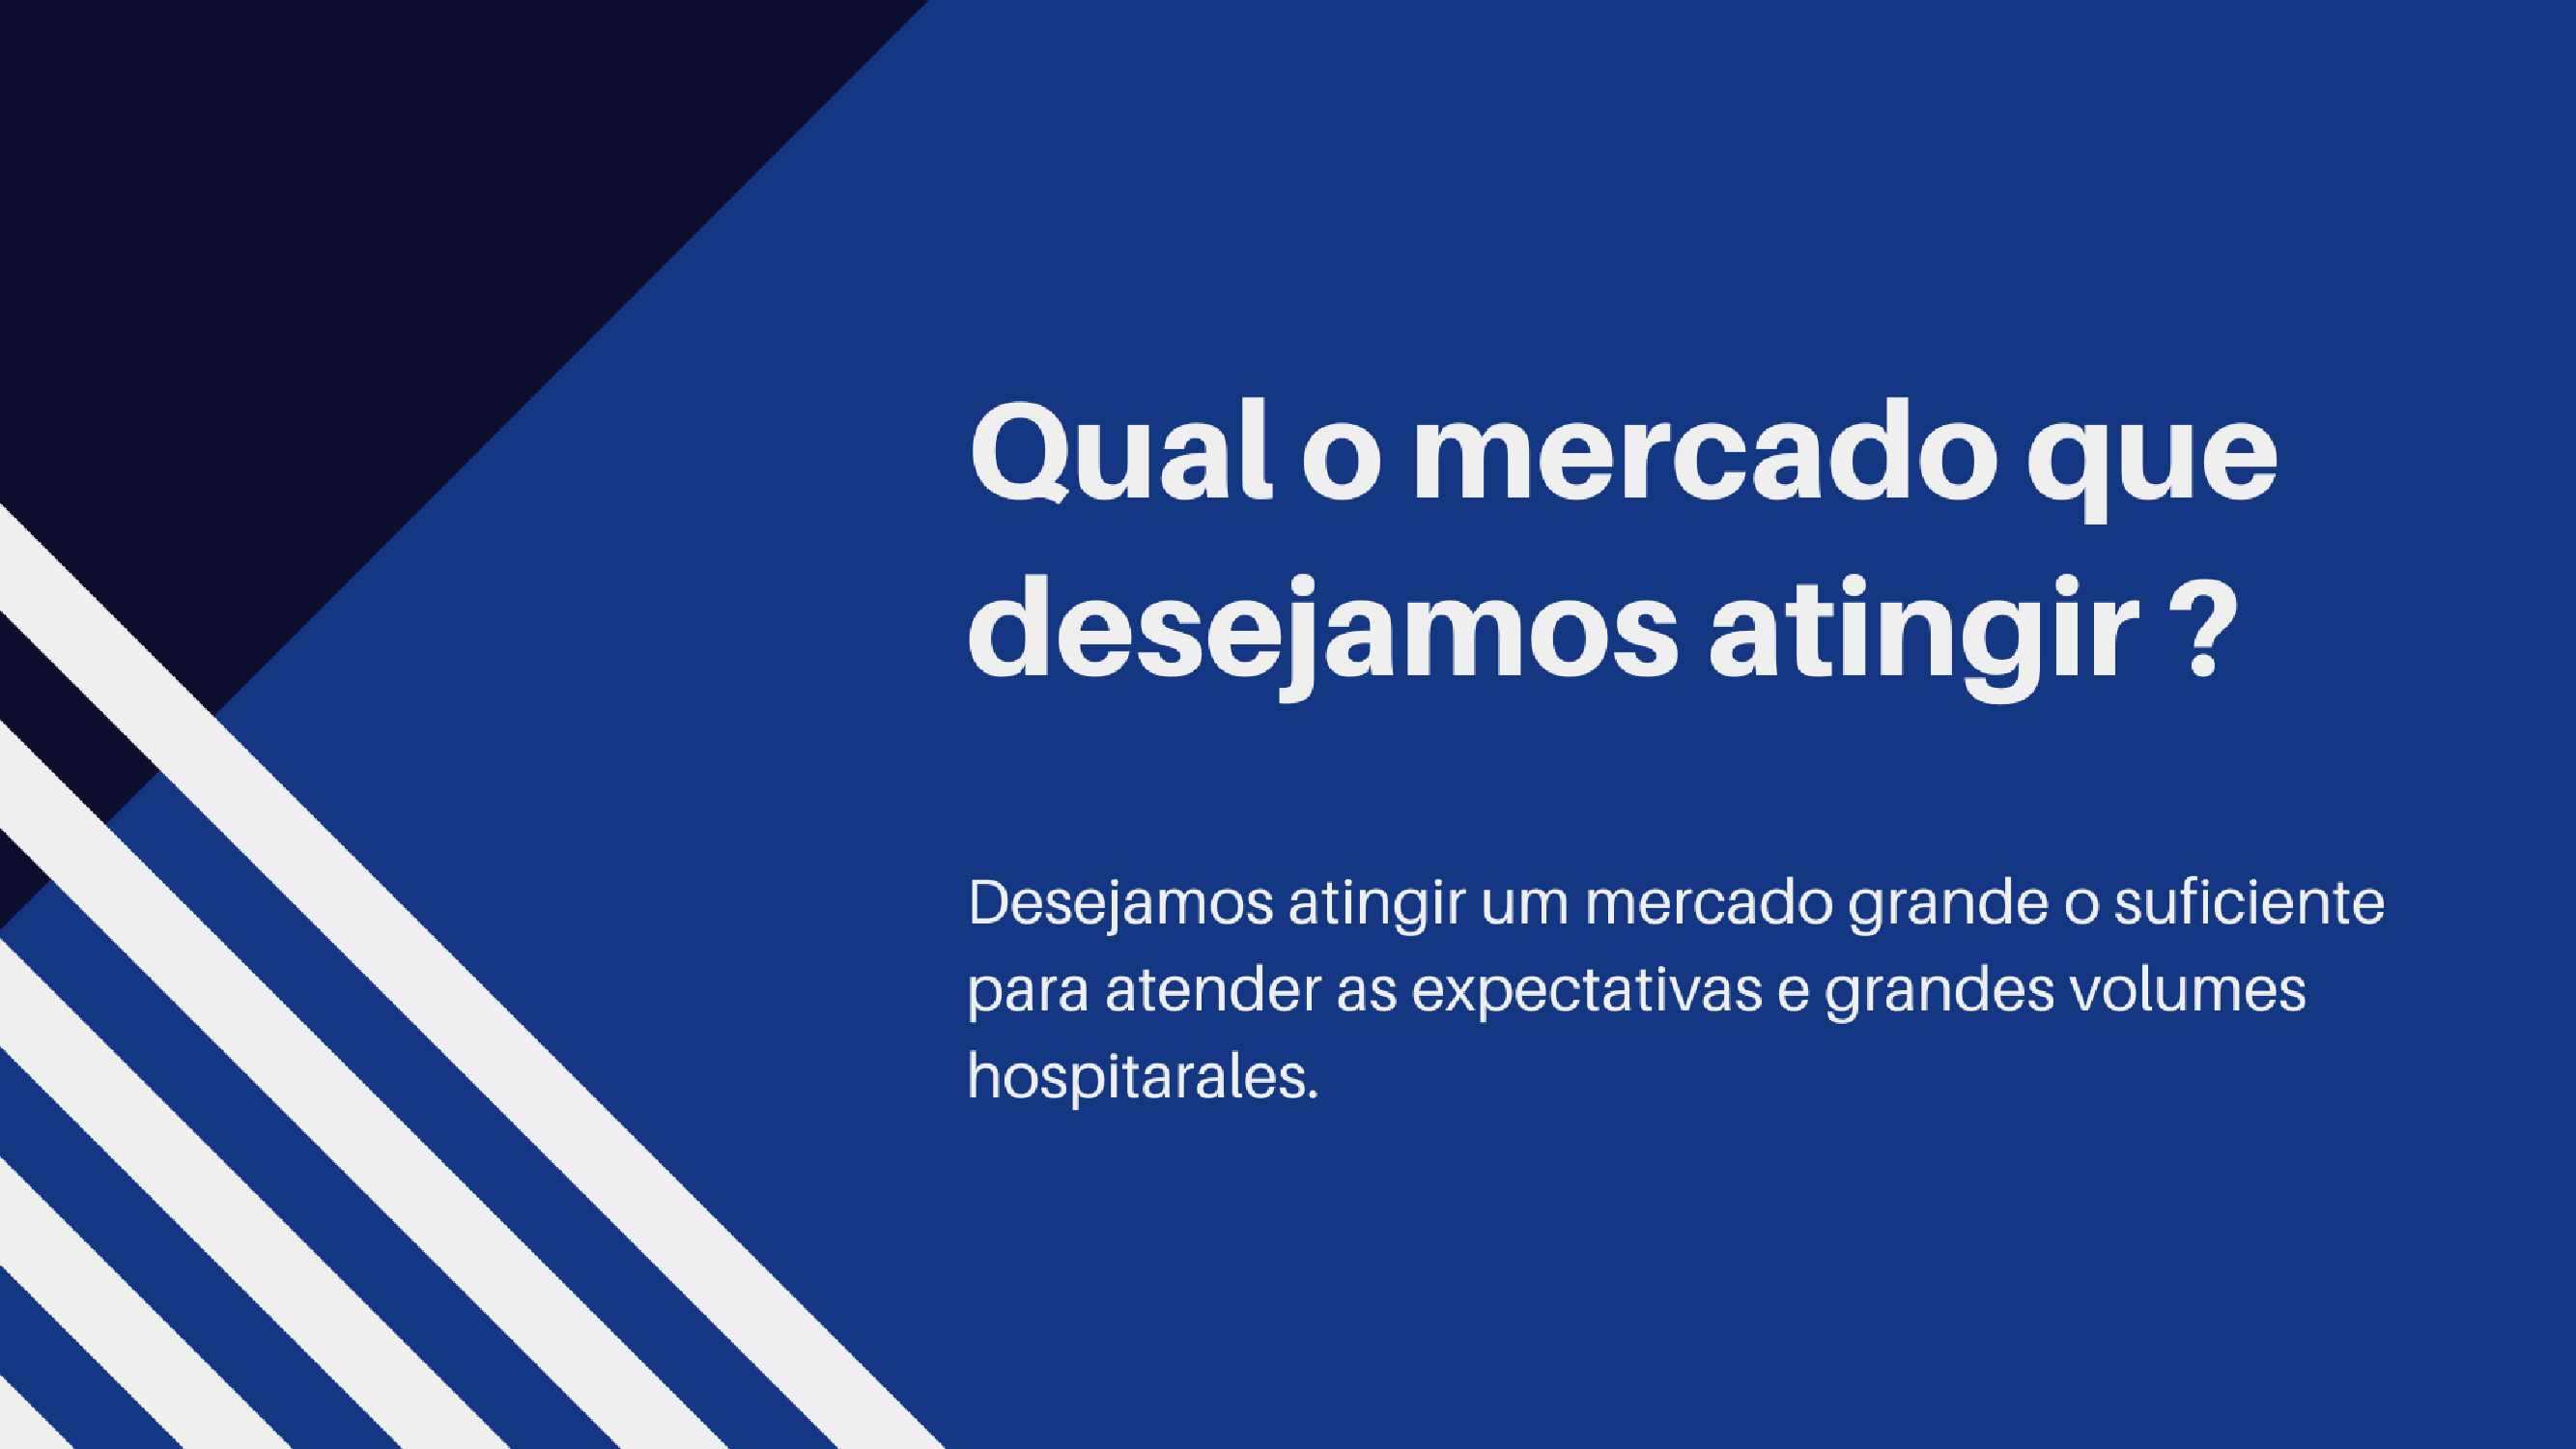 Qual o mercado que
desejamos atingir ?
Desejamos atingir um mercado grande o suficiente
para atender as expectativas e grandes volumes
hospitarales.